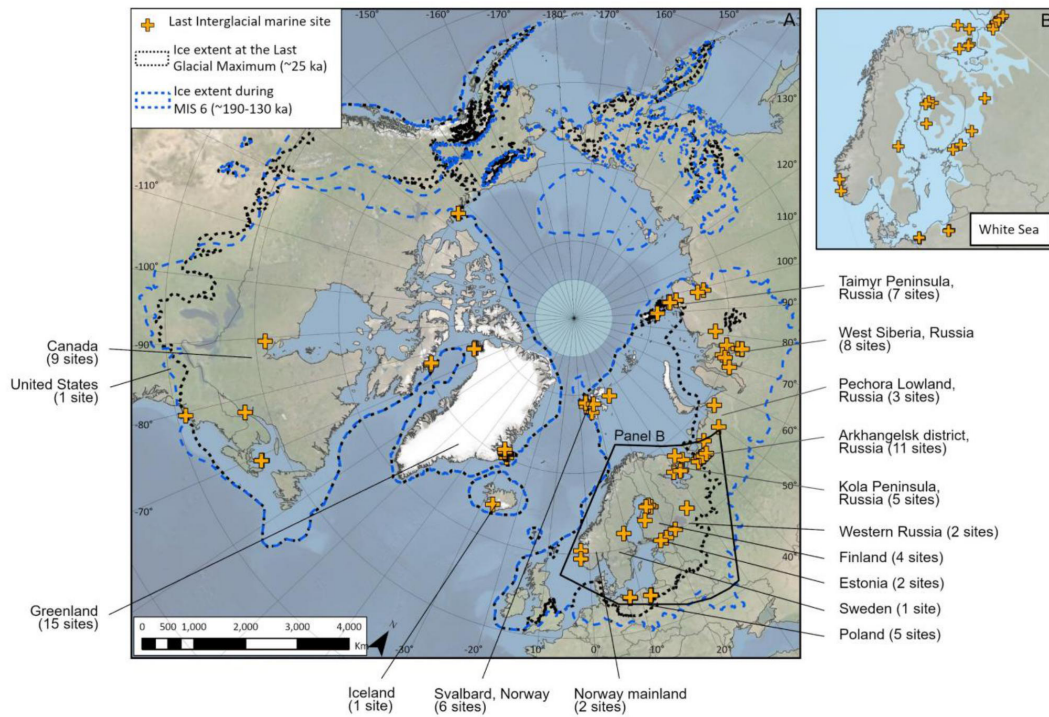 Last Interglacial marine site
Ice extent at the Last
Glacial Maximum (~25 ka)
Ice extent during
MIS 6 (~190-130 ka)
A
-150°
-160°
-170°
180°
170°
160°
150°
140°
130°
120°
110°
100°
90°
80°
70°
60°
50°
40°
30°
20°
10°
0°
-10°
-20°
-30°
-40°
-70°
-80°
-90°
-100°
-110°
Canada
(9 sites)
United States
(1 site)
Greenland
(15 sites)
Panel B
0 500 1,000 2,000 3,000 4,000
Km
N
Iceland
(1 site)
Svalbard, Norway
(6 sites)
Norway mainland
(2 sites)
B
White Sea
Taimyr Peninsula,
Russia (7 sites)
West Siberia, Russia
(8 sites)
Pechora Lowland,
Russia (3 sites)
Arkhangelsk district,
Russia (11 sites)
Kola Peninsula,
Russia (5 sites)
Western Russia (2 sites)
Finland (4 sites)
Estonia (2 sites)
Sweden (1 site)
Poland (5 sites)